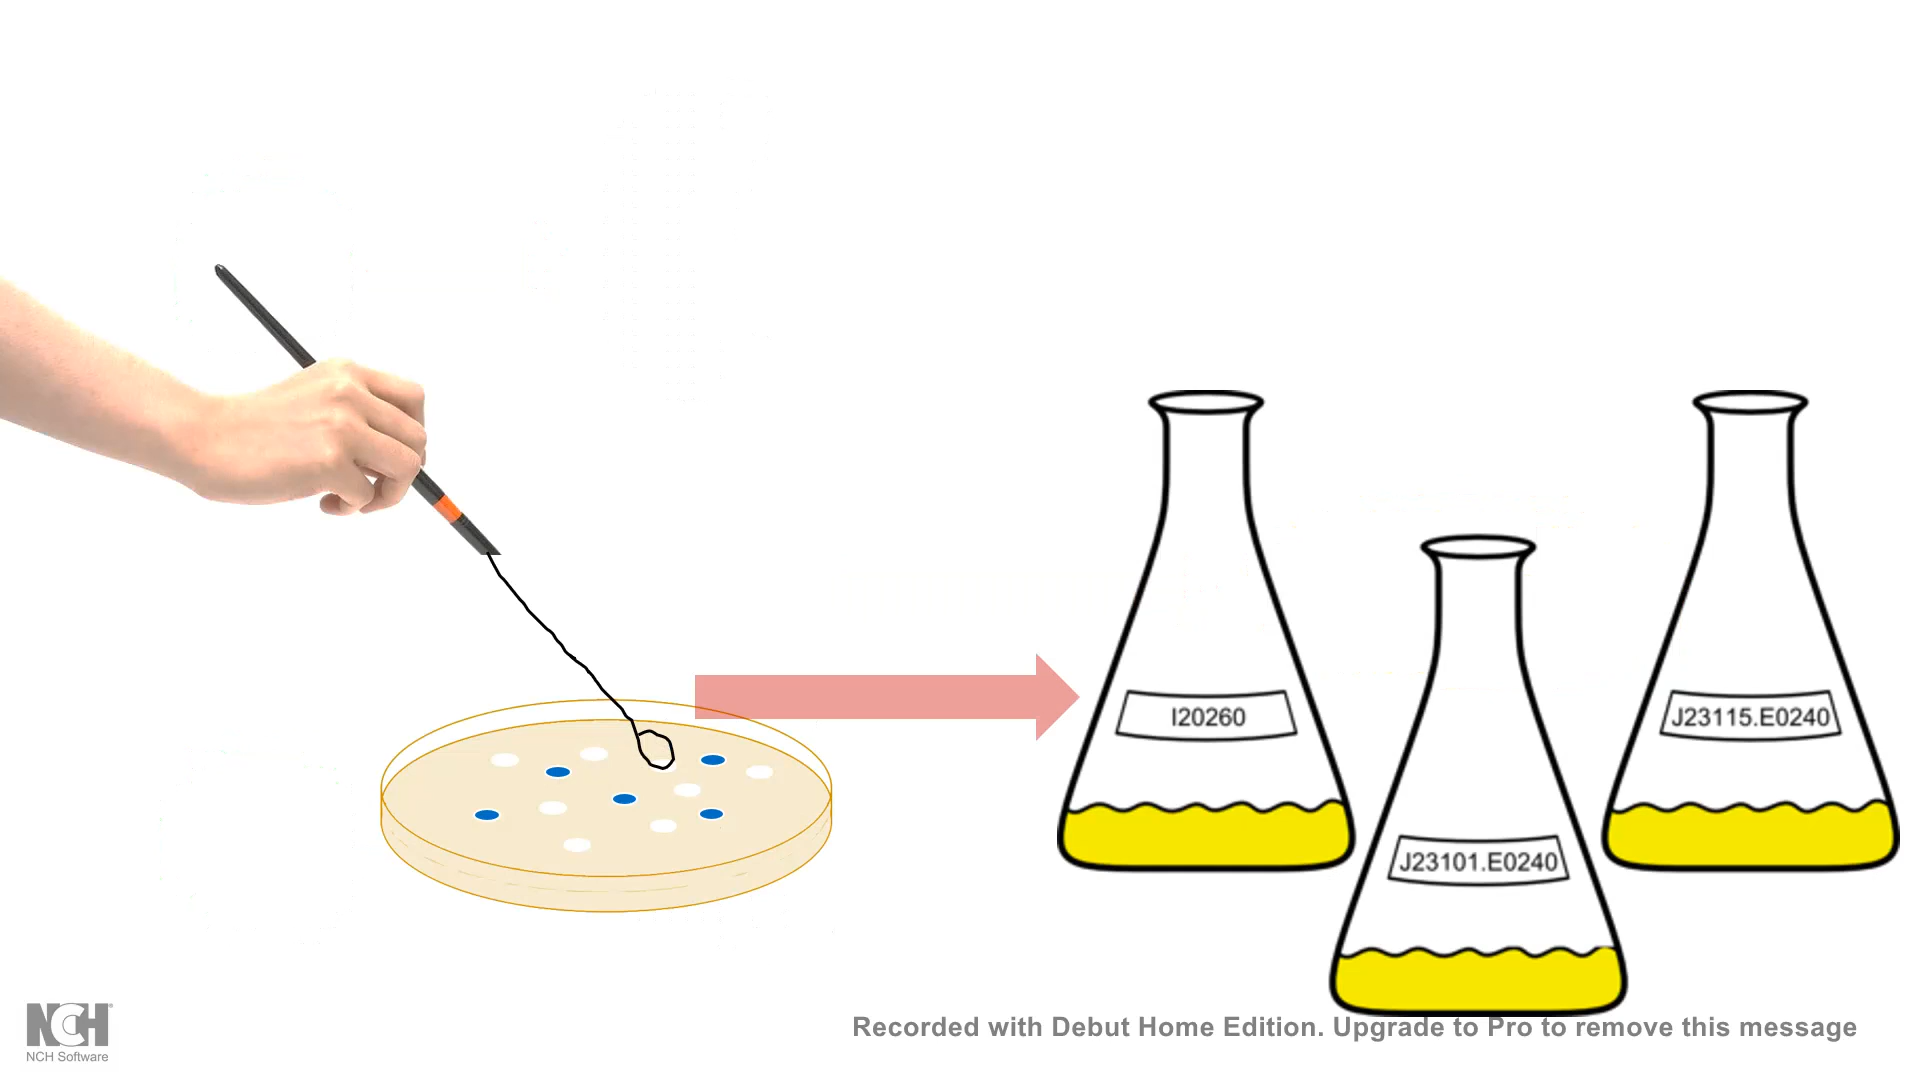 I20260
J23115.E0240
J23101.E0240
NCH
NCH Software
Recorded with Debut Home Edition. Upgrade to Pro to remove this message